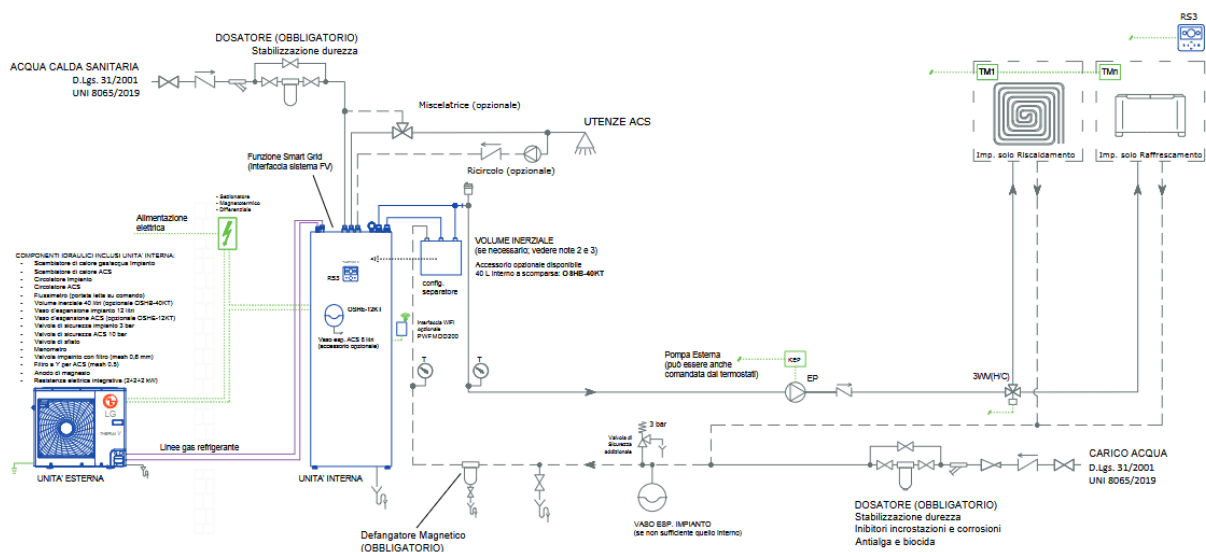 RS3
DOSATORE (OBBLIGATORIO)
Stabilizzazione durezza
ACQUA CALDA SANITARIA
D.Lgs. 31/2001
UNI 8065/2019
TM1
TMn
Miscelatrice (opzionale)
UTENZE ACS
Imp. solo Riscaldamento
Imp. solo Raffrescamento
Funzione Smart Grid
(interfaccia sistema FV)
Ricircolo (opzionale)
- Sezionatore
- Magnetotermico
- Differenziale
Alimentazione
elettrica
VOLUME INERZIALE
(se necessario; vedere note 2 e 3)
Accessorio opzionale disponibile
40 L interno a scomparsa: OSHB-40KT
config.
separatore
RS3
OSHE-12KT
Vaso esp. ACS 8 litri
(accessorio opzionale)
Interfaccia WIFI
opzionale
PWFMDD200
COMPONENTI IDRAULICI INCLUSI UNITA' INTERNA:
- Scambiatore di calore gas/acqua impianto
- Scambiatore di calore ACS
- Circolatore impianto
- Circolatore ACS
- Flussimetro (portata letta su comando)
- Volume inerziale 40 litri (opzionale OSHB-40KT)
- Vaso d'espansione impianto 12 litri
- Vaso d'espansione ACS (opzionale OSHE-12KT)
- Valvola di sicurezza impianto 3 bar
- Valvola di sicurezza ACS 10 bar
- Valvola di sfiato
- Manometro
- Valvola impainto con filtro (mesh 0,6 mm)
- Filtro a Y per ACS (mesh 0.5)
- Anodo di magnesio
- Resistenza elettrica integrativa (2+2+2 kW)
T
T
Pompa Esterna
(può essere anche
comandata dai termostati)
KEP
EP
3WV(H/C)
LG
THERMA V
Linee gas refrigerante
UNITA' ESTERNA
UNITA' INTERNA
3 bar
Valvola di
Sicurezza
addizionale
CARICO ACQUA
D.Lgs. 31/2001
UNI 8065/2019
VASO ESP. IMPIANTO
(se non sufficiente quello interno)
DOSATORE (OBBLIGATORIO)
Stabilizzazione durezza
Inibitori incrostazioni e corrosioni
Antialga e biocida
Defangatore Magnetico
(OBBLIGATORIO)